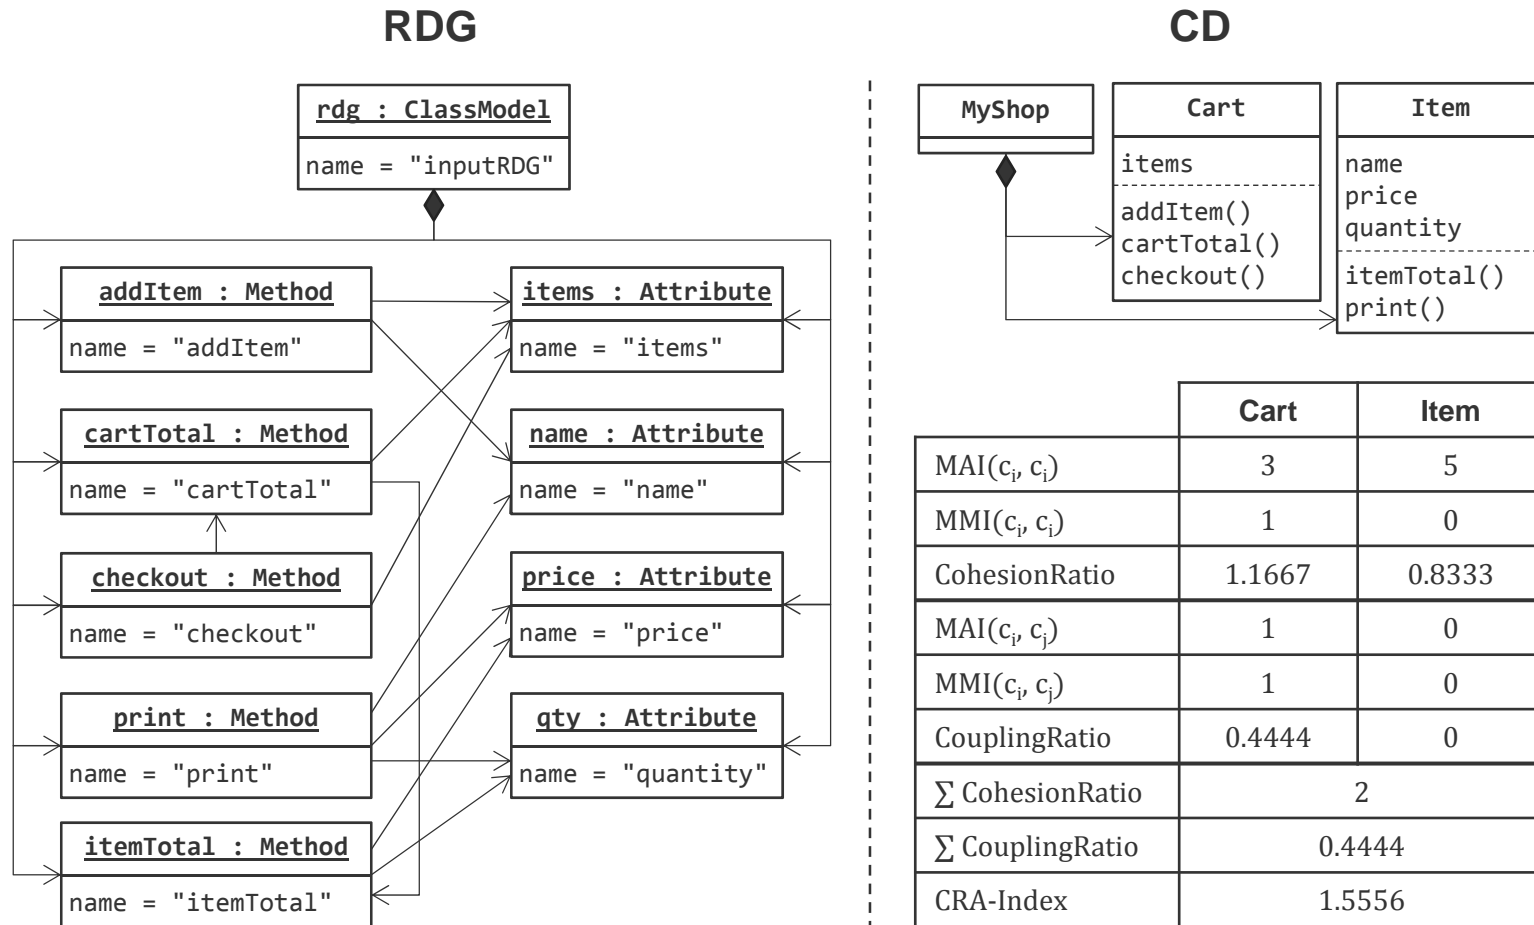 RDG
rdg : ClassModel
name = "inputRDG"
addItem : Method
name = "addItem"
items : Attribute
name = "items"
cartTotal : Method
name = "cartTotal"
name : Attribute
name = "name"
checkout : Method
name = "checkout"
price : Attribute
name = "price"
print : Method
name = "print"
qty : Attribute
name = "quantity"
itemTotal : Method
name = "itemTotal"
CD
MyShop
Cart
items
addItem()
cartTotal()
checkout()
Item
name
price
quantity
itemTotal()
print()
Cart Item
MAI(ci, ci) 3 5
MMI(ci, ci) 1 0
CohesionRatio 1.1667 0.8333
MAI(ci, cj) 1 0
MMI(ci, cj) 1 0
CouplingRatio 0.4444 0
∑ CohesionRatio 2
∑ CouplingRatio 0.4444
CRA-Index 1.5556